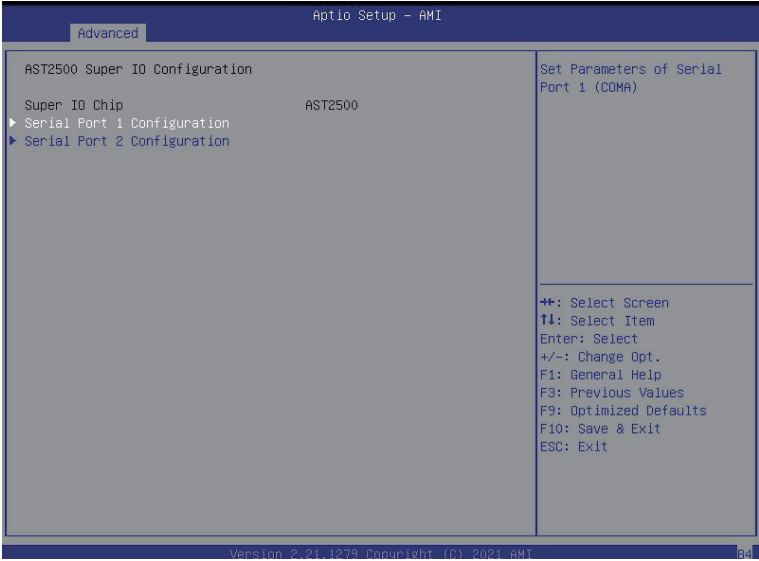 Aptio Setup – AMI
Advanced
AST2500 Super IO Configuration
Super IO Chip AST2500
Serial Port 1 Configuration
Serial Port 2 Configuration
Set Parameters of Serial
Port 1 (COMA)
→←: Select Screen
↑↓: Select Item
Enter: Select
+/-: Change Opt.
F1: General Help
F3: Previous Values
F9: Optimized Defaults
F10: Save & Exit
ESC: Exit
Version 2.21.1279 Copyright (C) 2021 AMI
B4